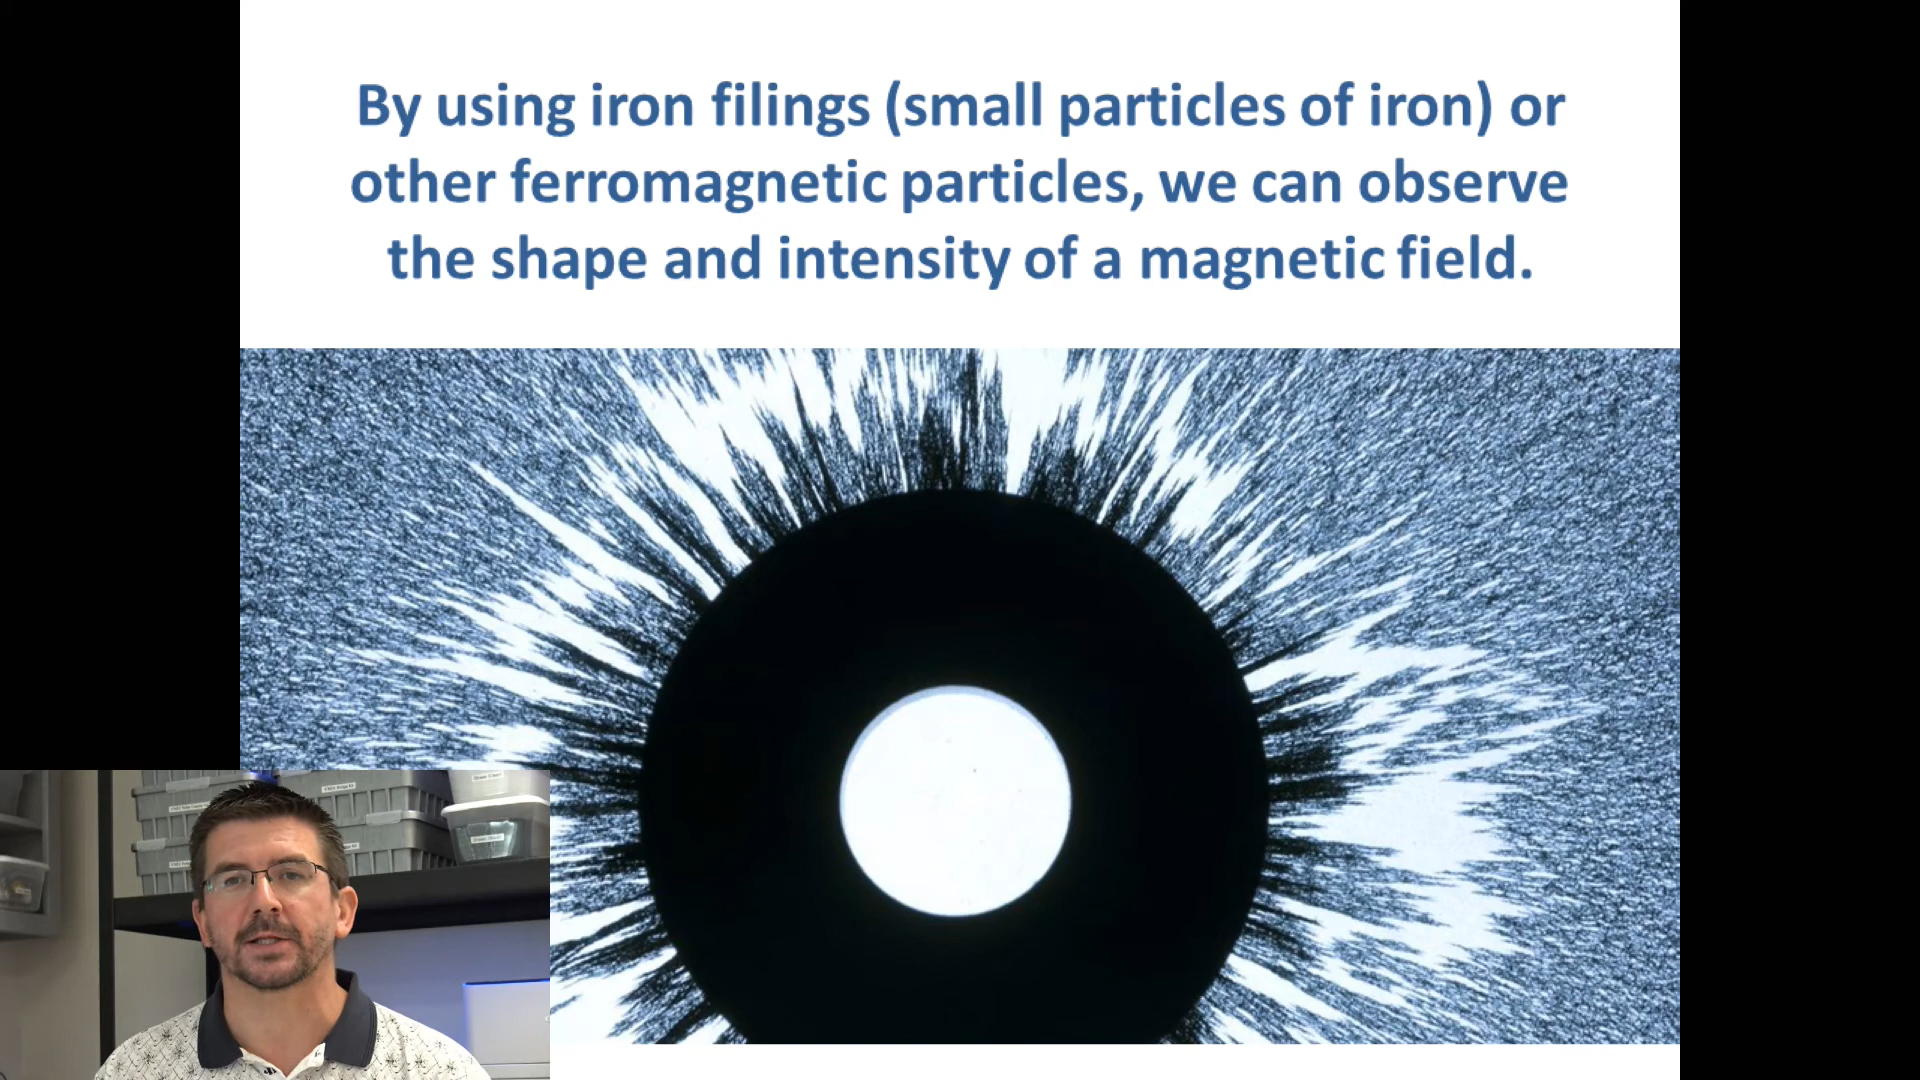 By using iron filings (small particles of iron) or
other ferromagnetic particles, we can observe
the shape and intensity of a magnetic field.